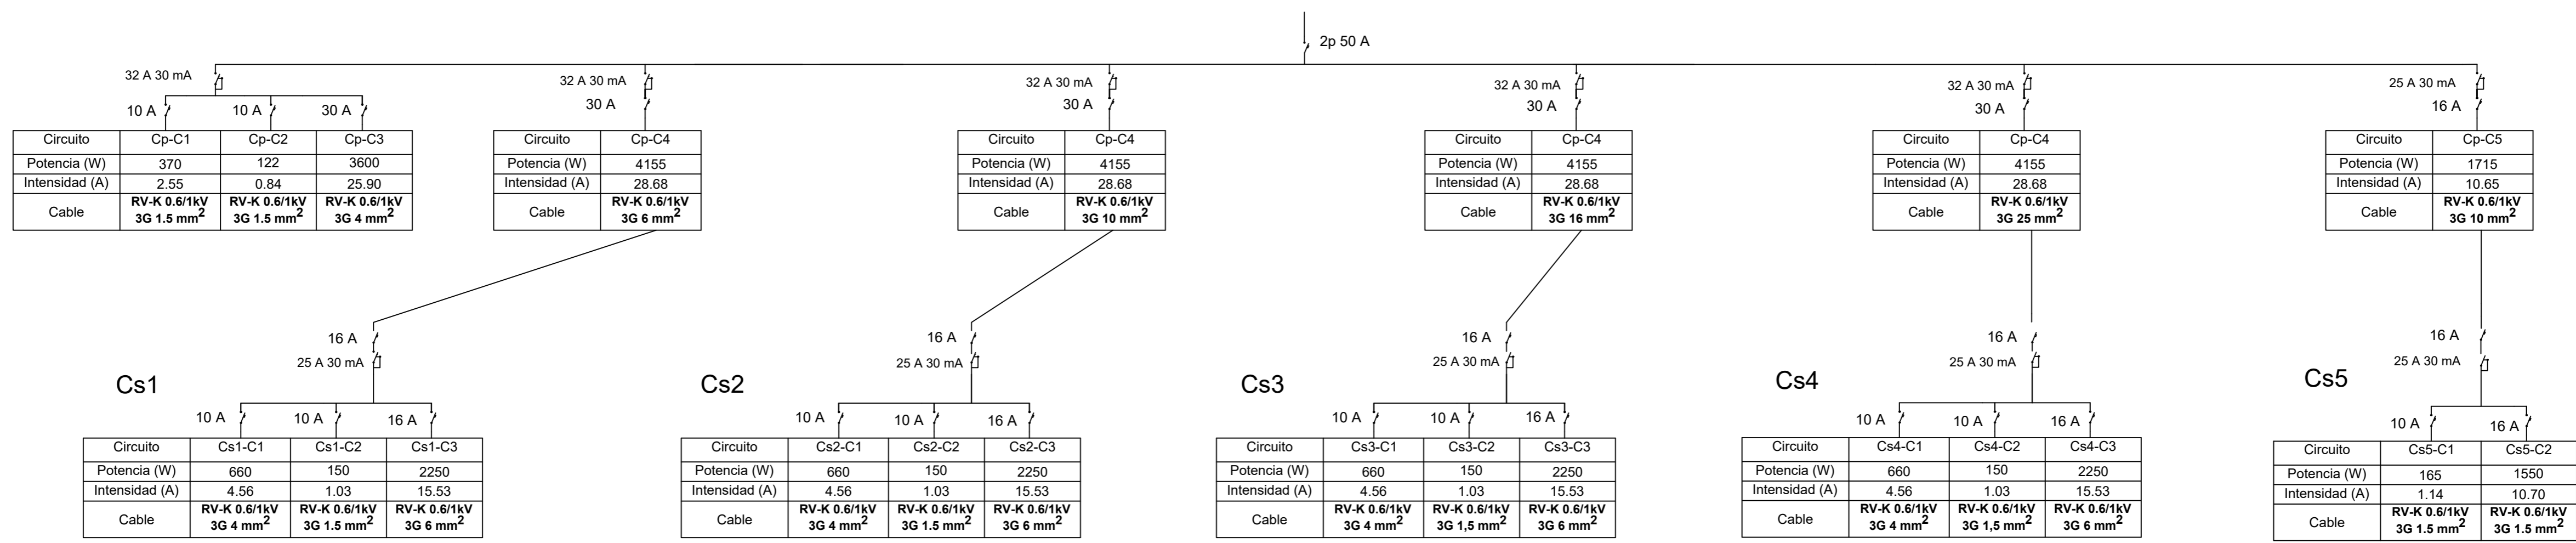 2p 50 A
32 A 30 mA
10 A 10 A 30 A
Circuito Cp-C1 Cp-C2 Cp-C3
Potencia (W) 370 122 3600
Intensidad (A) 2.55 0.84 25.90
Cable RV-K 0.6/1kV 3G 1.5 mm2 RV-K 0.6/1kV 3G 1.5 mm2 RV-K 0.6/1kV 3G 4 mm2
32 A 30 mA
30 A
Circuito Cp-C4
Potencia (W) 4155
Intensidad (A) 28.68
Cable RV-K 0.6/1kV 3G 6 mm2
32 A 30 mA
30 A
Circuito Cp-C4
Potencia (W) 4155
Intensidad (A) 28.68
Cable RV-K 0.6/1kV 3G 10 mm2
32 A 30 mA
30 A
Circuito Cp-C4
Potencia (W) 4155
Intensidad (A) 28.68
Cable RV-K 0.6/1kV 3G 16 mm2
32 A 30 mA
30 A
Circuito Cp-C4
Potencia (W) 4155
Intensidad (A) 28.68
Cable RV-K 0.6/1kV 3G 25 mm2
25 A 30 mA
16 A
Circuito Cp-C5
Potencia (W) 1715
Intensidad (A) 10.65
Cable RV-K 0.6/1kV 3G 10 mm2
16 A
25 A 30 mA
Cs1
10 A 10 A 16 A
Circuito Cs1-C1 Cs1-C2 Cs1-C3
Potencia (W) 660 150 2250
Intensidad (A) 4.56 1.03 15.53
Cable RV-K 0.6/1kV 3G 4 mm2 RV-K 0.6/1kV 3G 1.5 mm2 RV-K 0.6/1kV 3G 6 mm2
16 A
25 A 30 mA
Cs2
10 A 10 A 16 A
Circuito Cs2-C1 Cs2-C2 Cs2-C3
Potencia (W) 660 150 2250
Intensidad (A) 4.56 1.03 15.53
Cable RV-K 0.6/1kV 3G 4 mm2 RV-K 0.6/1kV 3G 1.5 mm2 RV-K 0.6/1kV 3G 6 mm2
16 A
25 A 30 mA
Cs3
10 A 10 A 16 A
Circuito Cs3-C1 Cs3-C2 Cs3-C3
Potencia (W) 660 150 2250
Intensidad (A) 4.56 1.03 15.53
Cable RV-K 0.6/1kV 3G 4 mm2 RV-K 0.6/1kV 3G 1,5 mm2 RV-K 0.6/1kV 3G 6 mm2
16 A
25 A 30 mA
Cs4
10 A 10 A 16 A
Circuito Cs4-C1 Cs4-C2 Cs4-C3
Potencia (W) 660 150 2250
Intensidad (A) 4.56 1.03 15.53
Cable RV-K 0.6/1kV 3G 4 mm2 RV-K 0.6/1kV 3G 1,5 mm2 RV-K 0.6/1kV 3G 6 mm2
16 A
25 A 30 mA
Cs5
10 A 16 A
Circuito Cs5-C1 Cs5-C2
Potencia (W) 165 1550
Intensidad (A) 1.14 10.70
Cable RV-K 0.6/1kV 3G 1.5 mm2 RV-K 0.6/1kV 3G 1.5 mm2